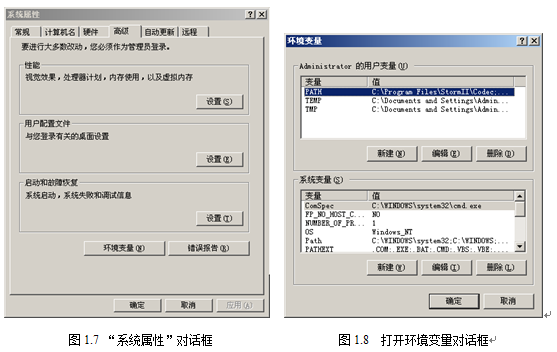 系统属性
常规 计算机名 硬件 高级 自动更新 远程
要进行大多数改动，您必须作为管理员登录。
性能
视觉效果，处理器计划，内存使用，以及虚拟内存
设置(S)
用户配置文件
与您登录有关的桌面设置
设置(E)
启动和故障恢复
系统启动，系统失败和调试信息
设置(T)
环境变量(N) 错误报告(R)
确定 取消 应用(A)
图 1.7 “系统属性”对话框
环境变量
Administrator 的用户变量(U)
变量 值
PATH C:\Program Files\StormII\Codec;...
TEMP C:\Documents and Settings\Admin...
TMP C:\Documents and Settings\Admin...
新建(N) 编辑(E) 删除(D)
系统变量(S)
变量 值
ComSpec C:\WINDOWS\system32\cmd.exe
FP_NO_HOST_C... NO
NUMBER_OF_PR... 1
OS Windows_NT
Path C:\WINDOWS\system32;C:\WINDOWS;...
PATHEXT .COM;.EXE;.BAT;.CMD;.VBS;.VBE;...
新建(W) 编辑(I) 删除(L)
确定 取消
图 1.8 打开环境变量对话框